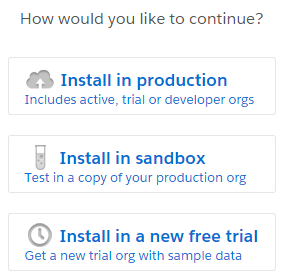 How would you like to continue?
Install in production
Includes active, trial or developer orgs
Install in sandbox
Test in a copy of your production org
Install in a new free trial
Get a new trial org with sample data